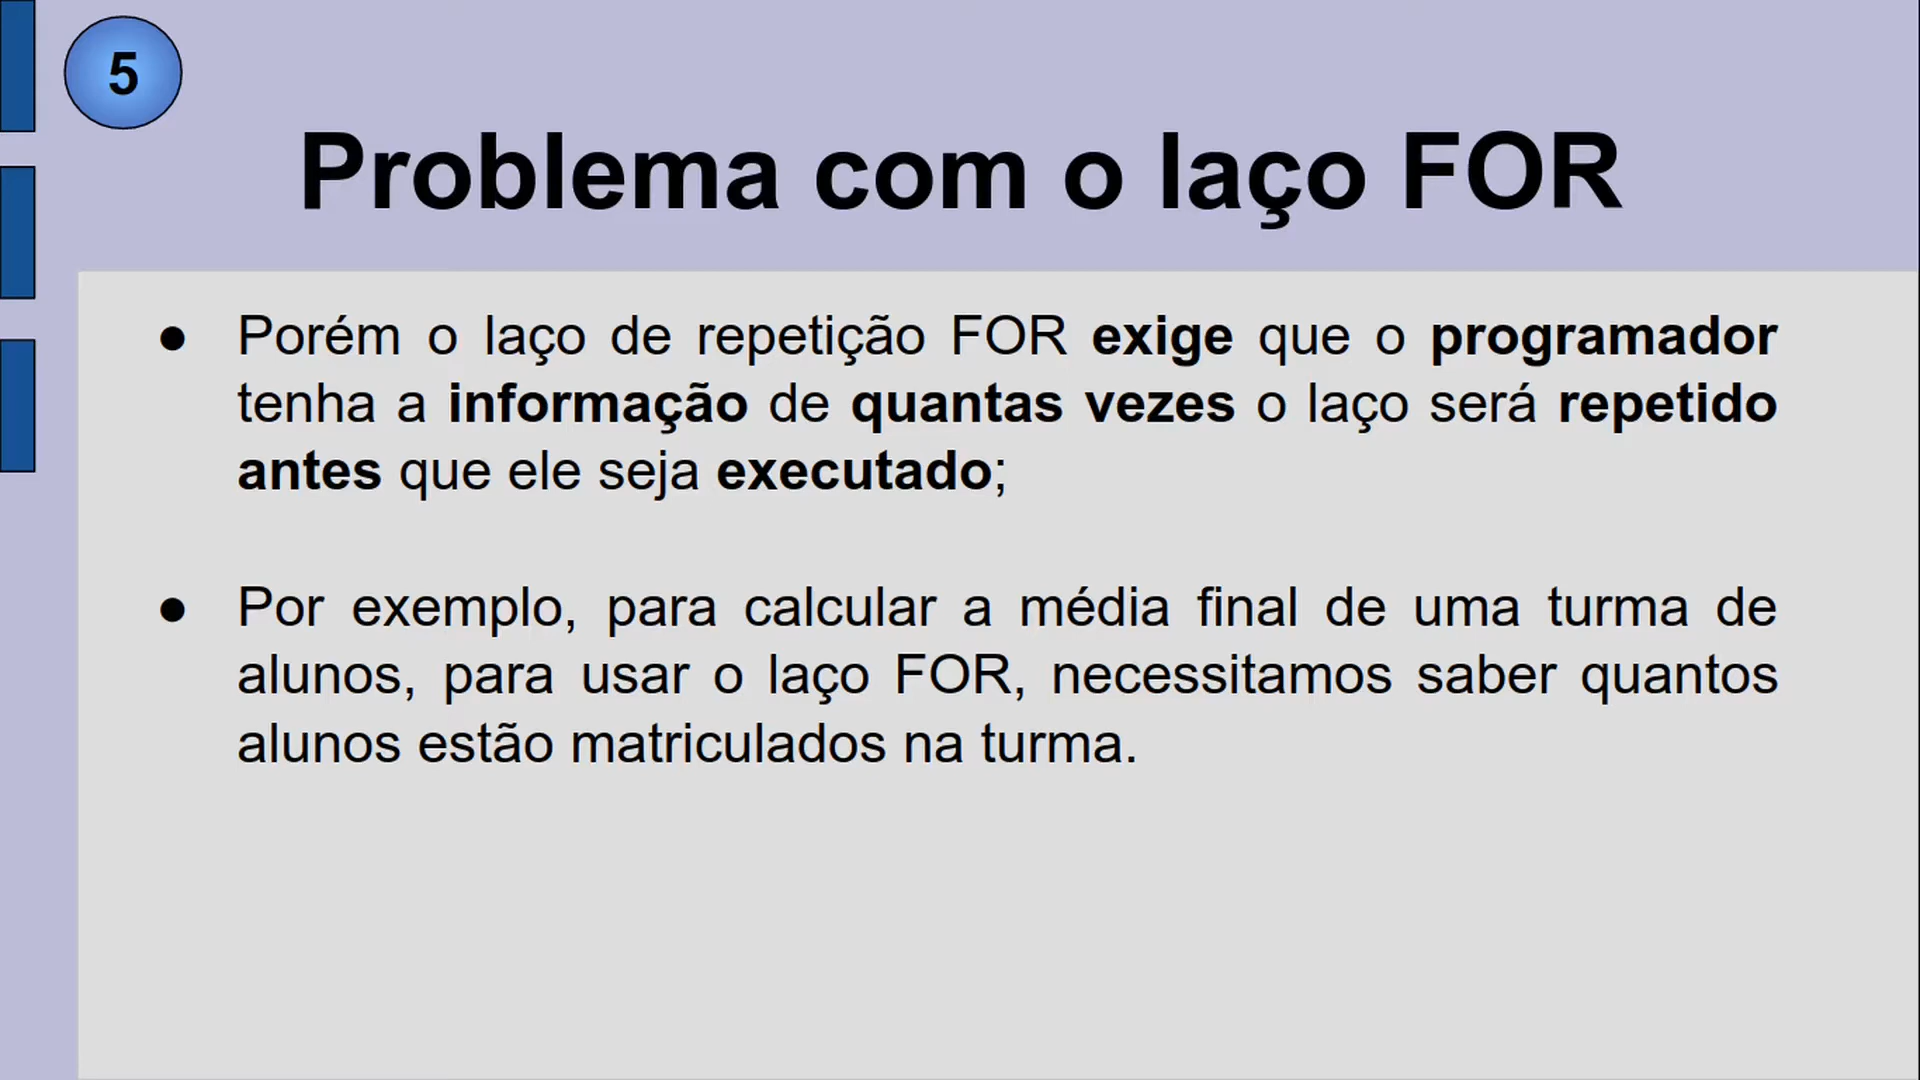 5
Problema com o laço FOR
● Porém o laço de repetição FOR exige que o programador
tenha a informação de quantas vezes o laço será repetido
antes que ele seja executado;
● Por exemplo, para calcular a média final de uma turma de
alunos, para usar o laço FOR, necessitamos saber quantos
alunos estão matriculados na turma.